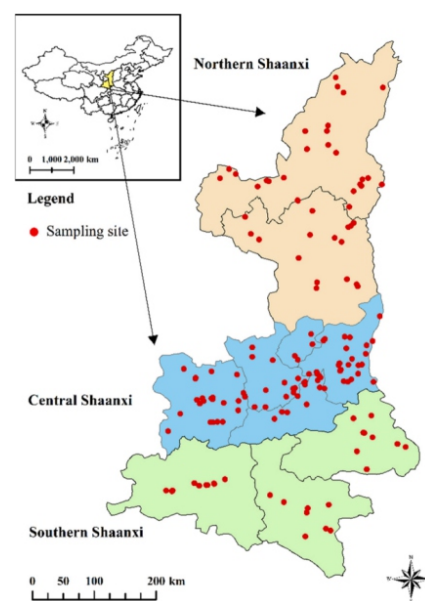 Northern Shaanxi
0 1,000 2,000 km
Legend
Sampling site
Central Shaanxi
Southern Shaanxi
0 50 100 200 km